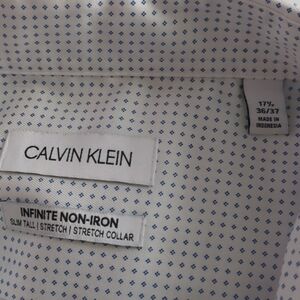 17½
36/37
MADE IN
INDONESIA
CALVIN KLEIN
INFINITE NON-IRON
SLIM TALL | STRETCH | STRETCH COLLAR